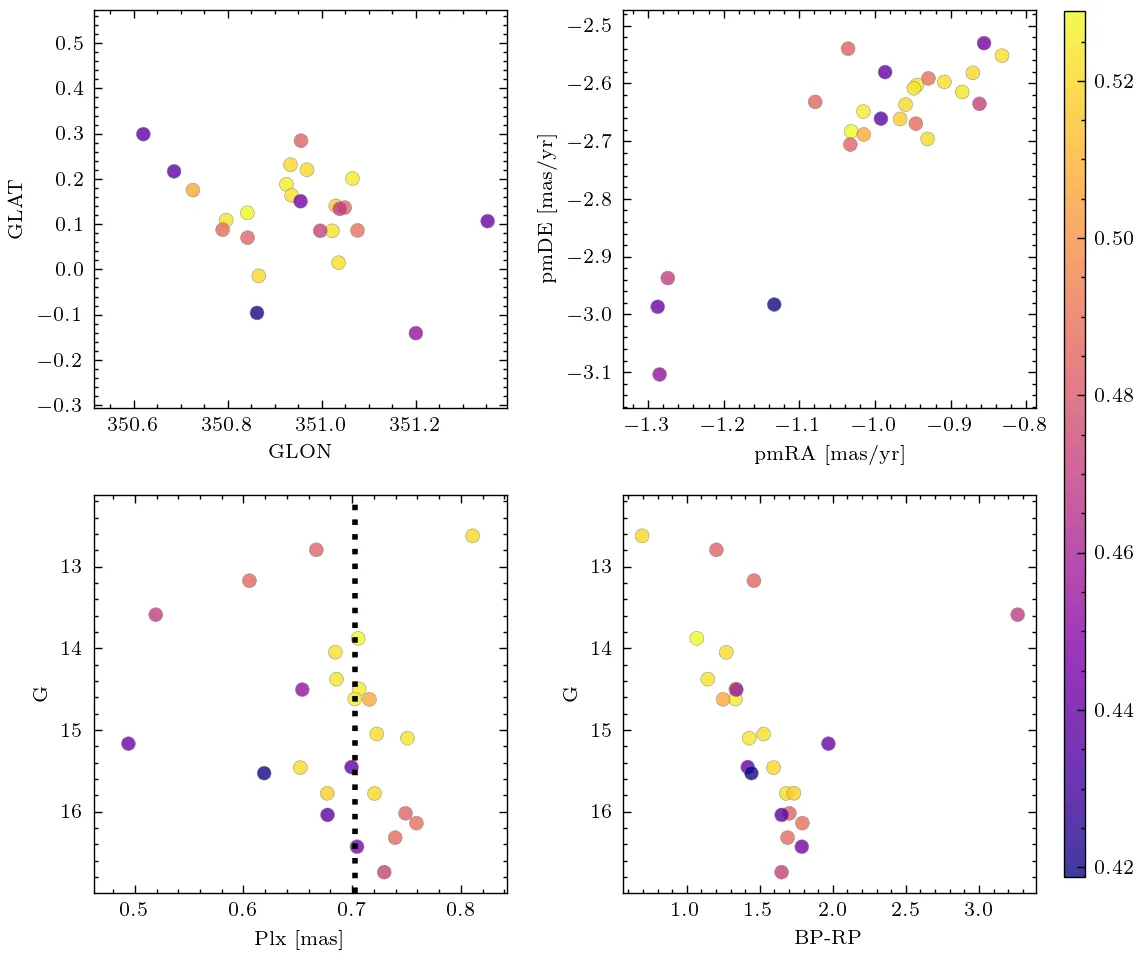 0.5
0.4
0.3
0.2
0.1
0.0
−0.1
−0.2
−0.3
GLAT
350.6 350.8 351.0 351.2
GLON
−2.5
−2.6
−2.7
−2.8
−2.9
−3.0
−3.1
pmDE [mas/yr]
−1.3 −1.2 −1.1 −1.0 −0.9 −0.8
pmRA [mas/yr]
13
14
15
16
G
0.5 0.6 0.7 0.8
Plx [mas]
13
14
15
16
G
1.0 1.5 2.0 2.5 3.0
BP-RP
0.52
0.50
0.48
0.46
0.44
0.42